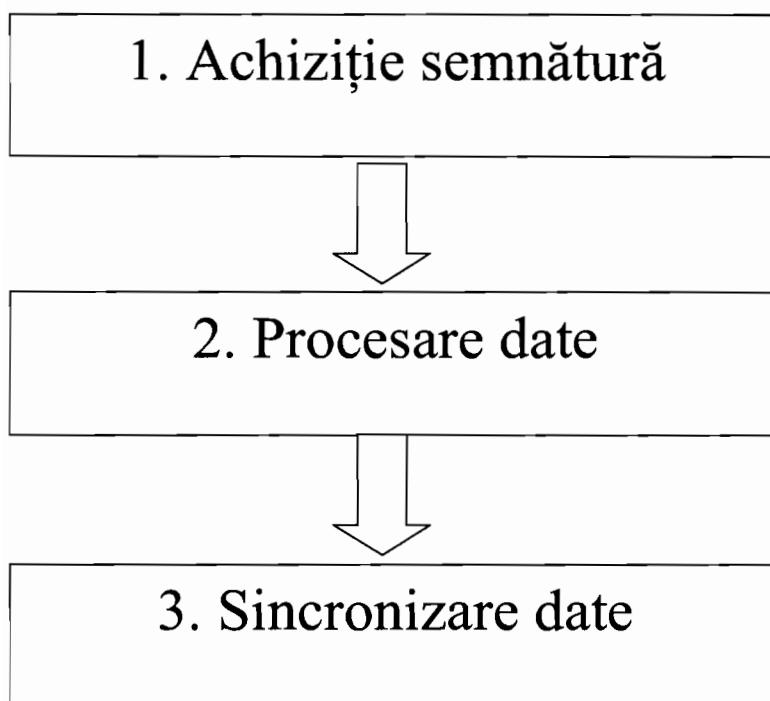 1. Achiziție semnătură
2. Procesare date
3. Sincronizare date